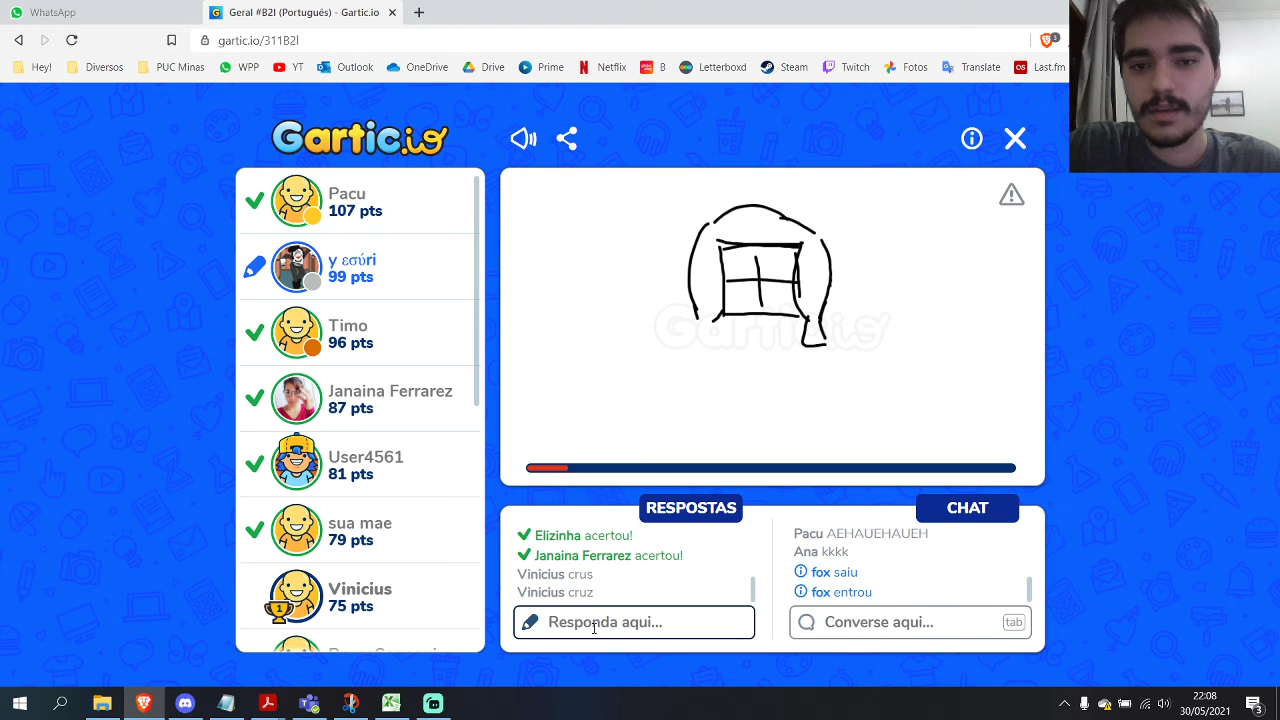 WhatsApp
Geral #B2I (Português) - Gartic.io
gartic.io/311B2I
Hey!
Diversos
PUC Minas
WPP
YT
Outlook
OneDrive
Drive
Prime
Netflix
B
Letterboxd
Steam
Twitch
Fotos
Translate
Last.fm
Gartic.io
Pacu
107 pts
y εσύri
99 pts
Timo
96 pts
Janaina Ferrarez
87 pts
User4561
81 pts
sua mae
79 pts
Vinicius
75 pts
Gartic.io
RESPOSTAS
Elizinha acertou!
Janaina Ferrarez acertou!
Vinicius crus
Vinicius cruz
Responda aqui...
CHAT
Pacu AEHAUEHAUEH
Ana kkkk
fox saiu
fox entrou
Converse aqui...
tab
22:08
30/05/2021